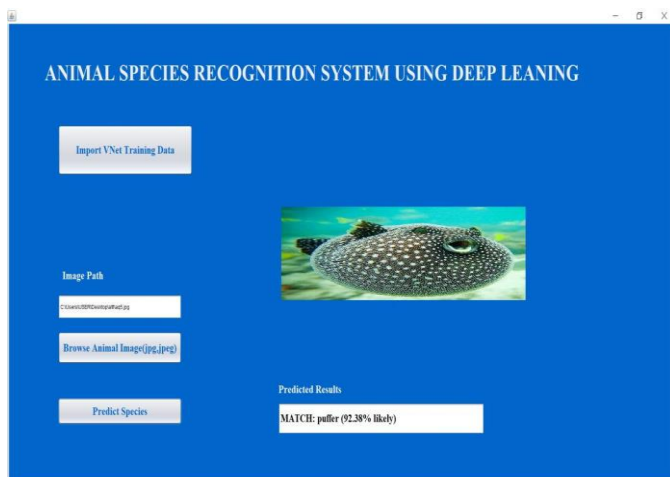 ANIMAL SPECIES RECOGNITION SYSTEM USING DEEP LEANING
Import VNet Training Data
Image Path
Browse Animal Image(jpg,jpeg)
Predict Species
Predicted Results
MATCH: puffer (92.38% likely)